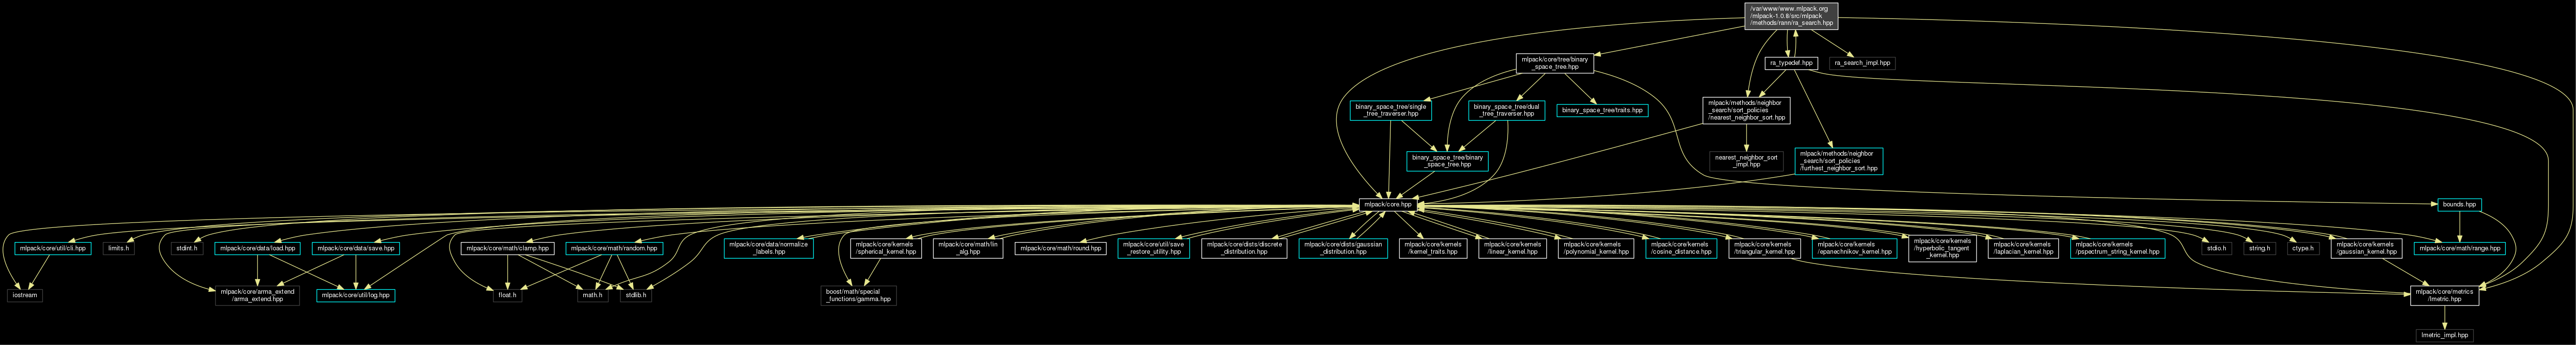 /var/www/www.mlpack.org
/mlpack-1.0.8/src/mlpack
/methods/rann/ra_search.hpp
mlpack/core/tree/binary
_space_tree.hpp
ra_typedef.hpp
ra_search_impl.hpp
binary_space_tree/single
_tree_traverser.hpp
binary_space_tree/dual
_tree_traverser.hpp
binary_space_tree/traits.hpp
mlpack/methods/neighbor
_search/sort_policies
/nearest_neighbor_sort.hpp
binary_space_tree/binary
_space_tree.hpp
nearest_neighbor_sort
_impl.hpp
mlpack/methods/neighbor
_search/sort_policies
/furthest_neighbor_sort.hpp
mlpack/core.hpp
bounds.hpp
mlpack/core/util/cli.hpp
limits.h
stdint.h
mlpack/core/data/load.hpp
mlpack/core/data/save.hpp
mlpack/core/math/clamp.hpp
mlpack/core/math/random.hpp
mlpack/core/data/normalize
_labels.hpp
mlpack/core/kernels
/spherical_kernel.hpp
mlpack/core/math/lin
_alg.hpp
mlpack/core/math/round.hpp
mlpack/core/util/save
_restore_utility.hpp
mlpack/core/dists/discrete
_distribution.hpp
mlpack/core/dists/gaussian
_distribution.hpp
mlpack/core/kernels
/kernel_traits.hpp
mlpack/core/kernels
/linear_kernel.hpp
mlpack/core/kernels
/polynomial_kernel.hpp
mlpack/core/kernels
/cosine_distance.hpp
mlpack/core/kernels
/triangular_kernel.hpp
mlpack/core/kernels
/epanechnikov_kernel.hpp
mlpack/core/kernels
/hyperbolic_tangent
_kernel.hpp
mlpack/core/kernels
/laplacian_kernel.hpp
mlpack/core/kernels
/pspectrum_string_kernel.hpp
stdio.h
string.h
ctype.h
mlpack/core/kernels
/gaussian_kernel.hpp
mlpack/core/math/range.hpp
iostream
mlpack/core/arma_extend
/arma_extend.hpp
mlpack/core/util/log.hpp
float.h
math.h
stdlib.h
boost/math/special
_functions/gamma.hpp
mlpack/core/metrics
/lmetric.hpp
lmetric_impl.hpp